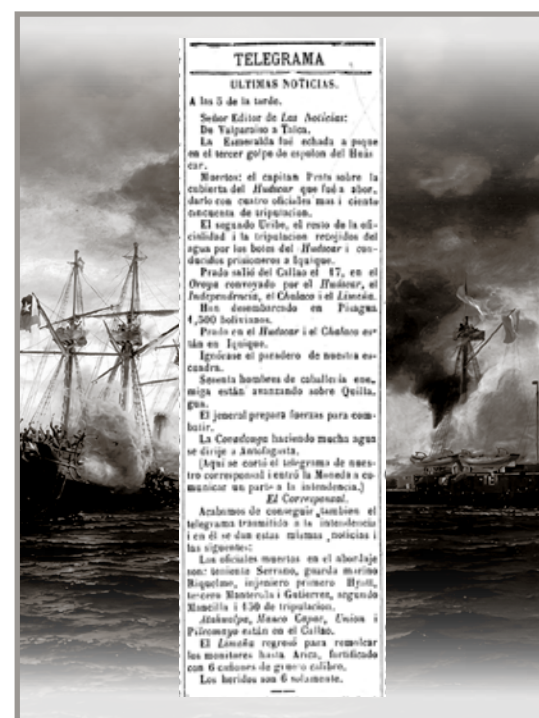 TELEGRAMA
ULTIMAS NOTICIAS.
A las 5 de la tarde.
Señor Editor de Las Noticias:
De Valparaiso a Talca.
La Esmeralda fué echada a pique
en el tercer golpe de espolon del Huás
car.
Muertos: el capitan Prats sobre la
cubierta del Huáscar que fué a abor,
darlo con cuatro oficiales mas i ciento
cincuenta de tripulacion.
El segundo Uribe, el resto de la ofi-
cialidad i la tripulacion recojidos del
agua por los botes del Huáscar i con-
ducidos prisioneros a Iquique.
Prado salió del Callao el 17, en el
Oroya convoyado por el Huáscar, el
Independencia, el Chalaco i el Limeña.
Han desembarcado en Pisagua
4,500 bolivianos.
Prado en el Huáscar i el Chalaco es-
tán en Iquique.
Ignórase el paradero de nuestra es-
cuadra.
Sesenta hombres de caballería ene,
miga están avanzando sobre Quilla,
gua.
El jeneral prepara fuerzas para com-
batir.
La Covadonga haciendo mucha agua
se dirije a Antofagasta.
(Aquí se cortó el telegrama de nues-
tro corresponsal i entró la Moneda a co-
municar un parte a la intendencia.)
El Corresponsal.
Acabamos de conseguir tambien el
telegrama trasmitido a la intendencia
i en él se dan estas mismas noticias i
las siguentes:
Los oficiales muertos en el abordaje
son: teniente Serrano, guarda marina
Riquelme, injeniero primero Hyatt,
tercero Manterola i Gutierrez, segundo
Mancilla i 150 de tripulacion.
Atahualpa, Manco Capac, Union i
Pilcomayo están en el Callao.
El Limeña regresó para remolcar
los monitores hasta Arica, fortificado
con 6 cañones de grueso calibre.
Los heridos son 6 solamente.